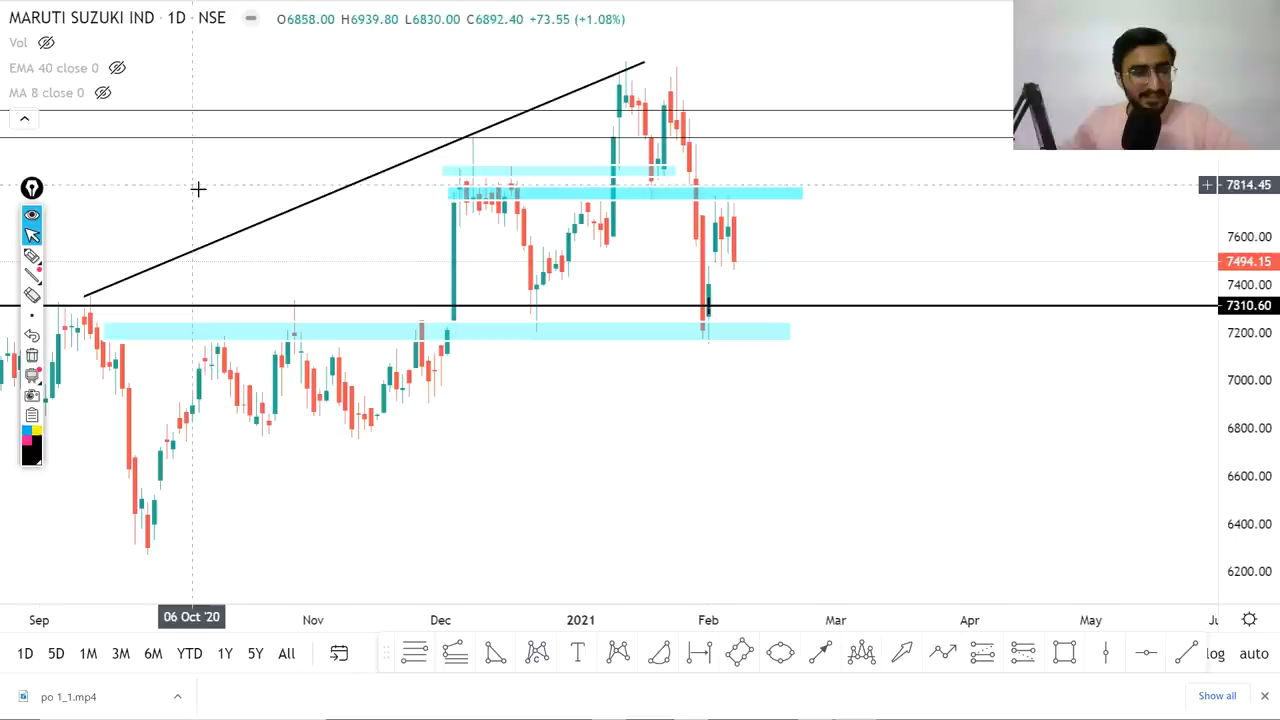 MARUTI SUZUKI IND · 1D · NSE
O6858.00 H6939.80 L6830.00 C6892.40 +73.55 (+1.08%)
Vol
EMA 40 close 0
MA 8 close 0
7814.45
7600.00
7494.15
7400.00
7310.60
7200.00
7000.00
6800.00
6600.00
6400.00
6200.00
Sep
06 Oct '20
Nov
Dec
2021
Feb
Mar
Apr
May
1D 5D 1M 3M 6M YTD 1Y 5Y All
T
log auto
po 1_1.mp4
Show all